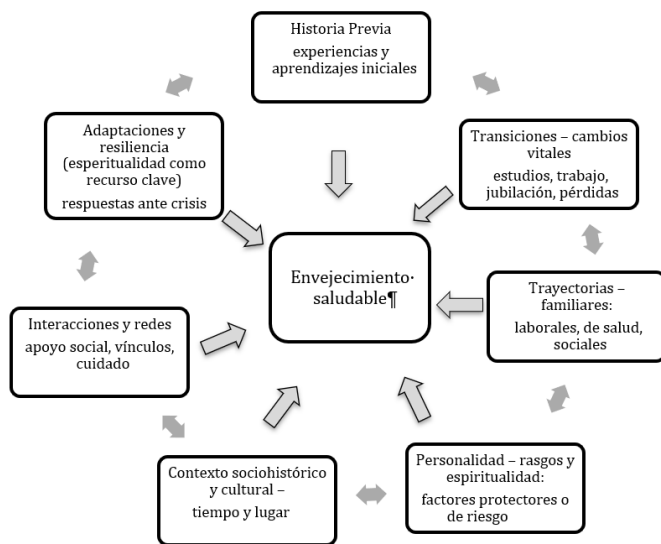 Historia Previa
experiencias y
aprendizajes iniciales
Transiciones – cambios
vitales
estudios, trabajo,
jubilación, pérdidas
Trayectorias –
familiares:
laborales, de salud,
sociales
Personalidad – rasgos y
espiritualidad:
factores protectores o
de riesgo
Contexto sociohistórico
y cultural –
tiempo y lugar
Interacciones y redes
apoyo social, vínculos,
cuidado
Adaptaciones y
resiliencia
(esperitualidad como
recurso clave)
respuestas ante crisis
Envejecimiento·
saludable¶